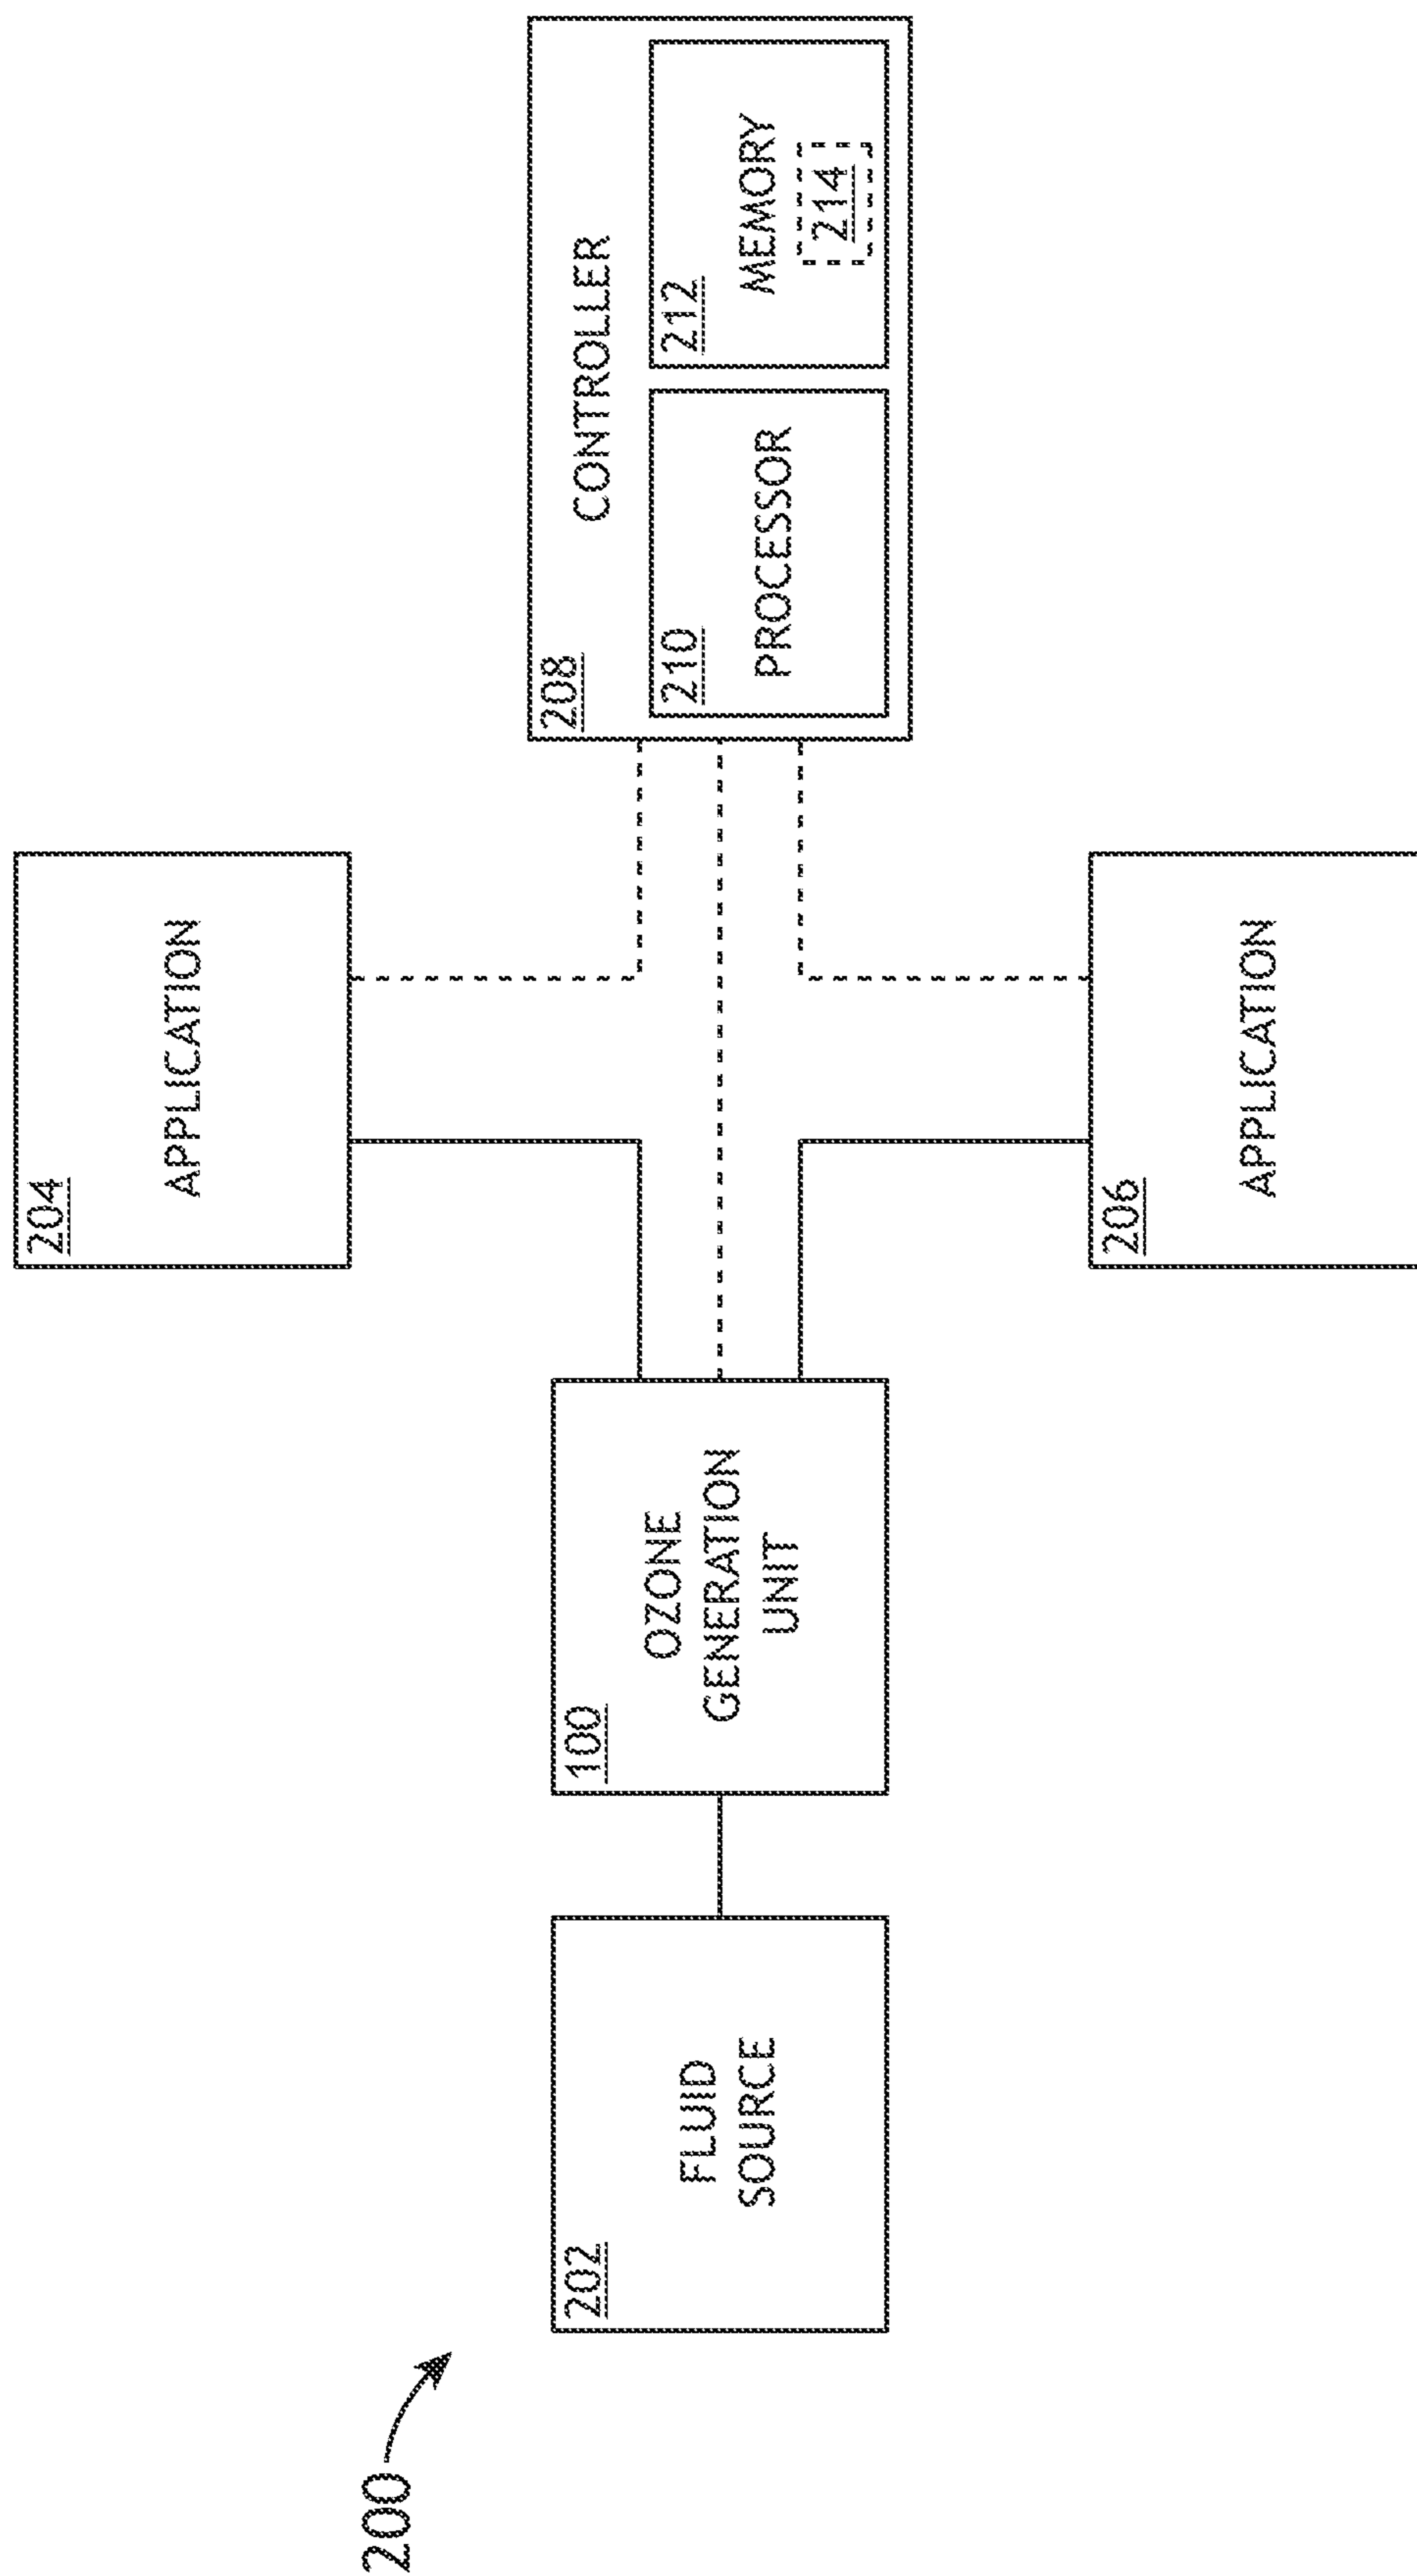 200
202
FLUID
SOURCE
100
OZONE
GENERATION
UNIT
204
APPLICATION
206
APPLICATION
208
CONTROLLER
210
PROCESSOR
212
MEMORY
214